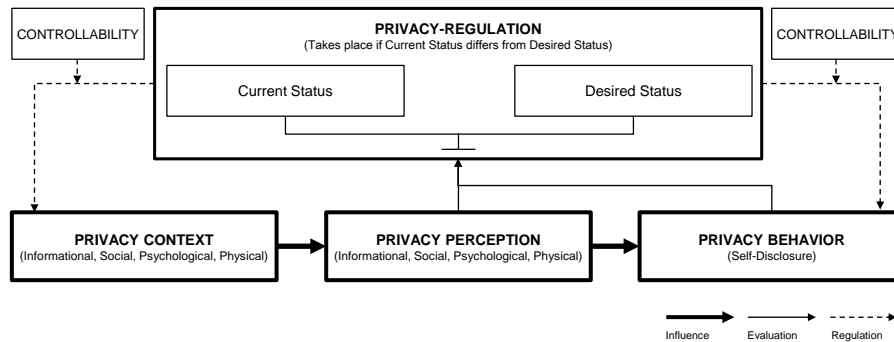 CONTROLLABILITY
PRIVACY-REGULATION
(Takes place if Current Status differs from Desired Status)
CONTROLLABILITY
Current Status
Desired Status
PRIVACY CONTEXT
(Informational, Social, Psychological, Physical)
PRIVACY PERCEPTION
(Informational, Social, Psychological, Physical)
PRIVACY BEHAVIOR
(Self-Disclosure)
Influence
Evaluation
Regulation